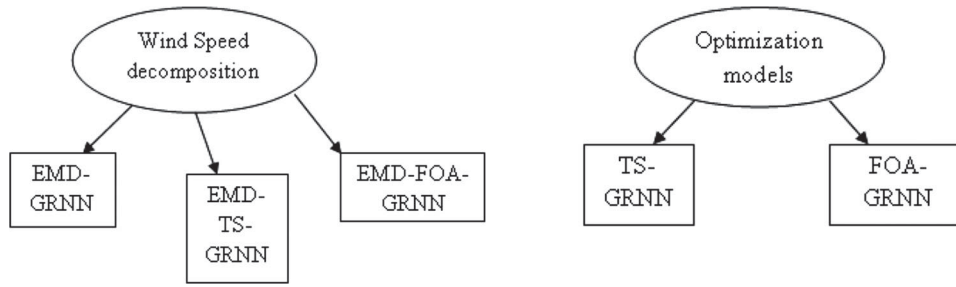 Wind Speed
decomposition
EMD-
GRNN
EMD-
TS-
GRNN
EMD-FOA-
GRNN
Optimization
models
TS-
GRNN
FOA-
GRNN